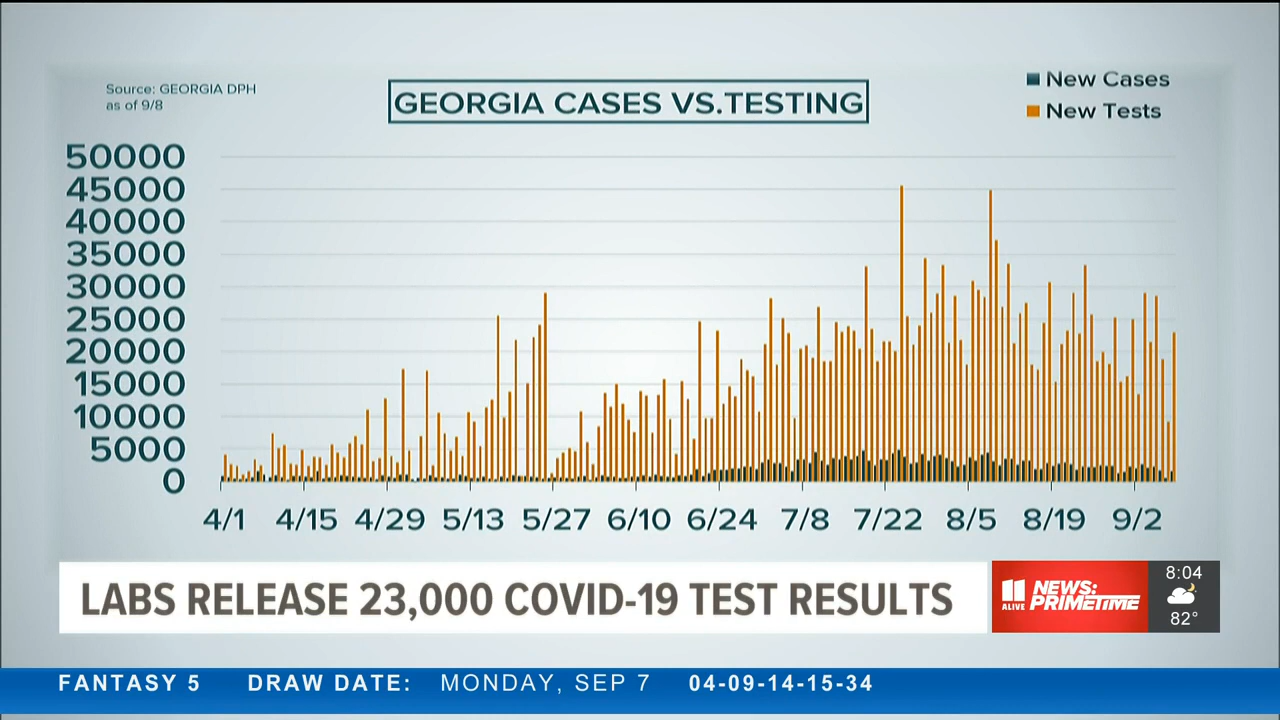 Source: GEORGIA DPH
as of 9/8
GEORGIA CASES VS.TESTING
New Cases
New Tests
50000
45000
40000
35000
30000
25000
20000
15000
10000
5000
0
4/1 4/15 4/29 5/13 5/27 6/10 6/24 7/8 7/22 8/5 8/19 9/2
LABS RELEASE 23,000 COVID-19 TEST RESULTS
11 ALIVE NEWS: PRIMETIME
8:04
82°
FANTASY 5 DRAW DATE: MONDAY, SEP 7 04-09-14-15-34